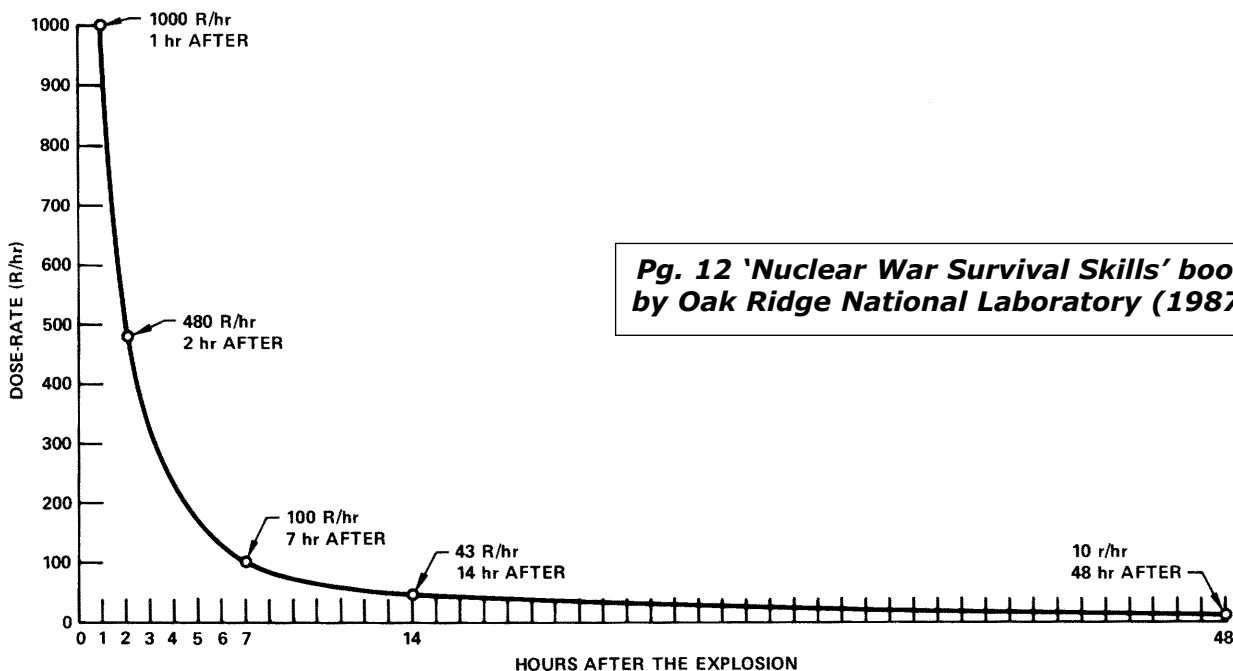 1000 R/hr
1 hr AFTER
1000
900
800
700
600
500
400
300
200
100
0
DOSE-RATE (R/hr)
480 R/hr
2 hr AFTER
Pg. 12 ‘Nuclear War Survival Skills’ boo
by Oak Ridge National Laboratory (1987
100 R/hr
7 hr AFTER
43 R/hr
14 hr AFTER
10 r/hr
48 hr AFTER
0 1 2 3 4 5 6 7 14 48
HOURS AFTER THE EXPLOSION